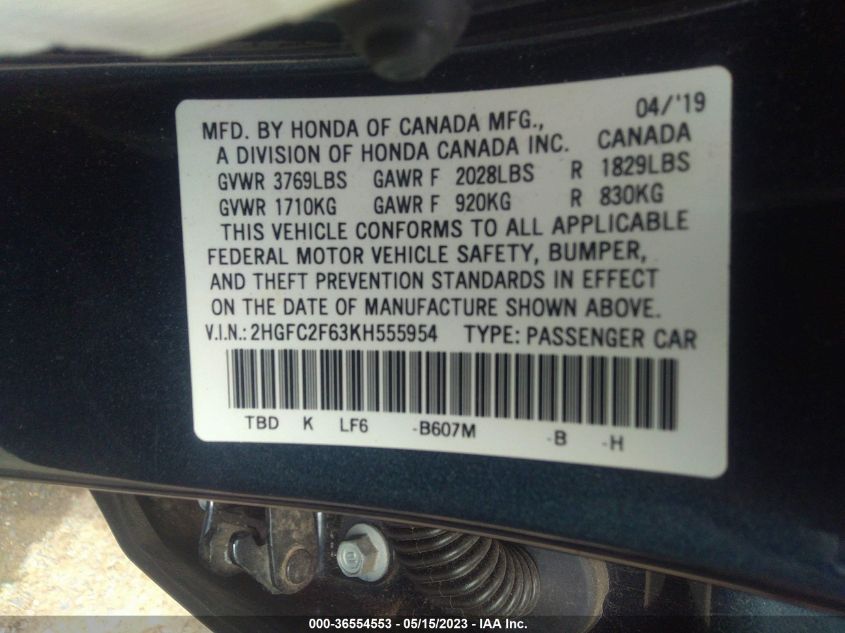 04/'19
MFD. BY HONDA OF CANADA MFG.,
A DIVISION OF HONDA CANADA INC. CANADA
GVWR 3769LBS GAWR F 2028LBS R 1829LBS
GVWR 1710KG GAWR F 920KG R 830KG
THIS VEHICLE CONFORMS TO ALL APPLICABLE
FEDERAL MOTOR VEHICLE SAFETY, BUMPER,
AND THEFT PREVENTION STANDARDS IN EFFECT
ON THE DATE OF MANUFACTURE SHOWN ABOVE.
V.I.N.: 2HGFC2F63KH555954 TYPE: PASSENGER CAR
TBD K LF6 -B607M -B -H
000-36554553 - 05/15/2023 - IAA Inc.